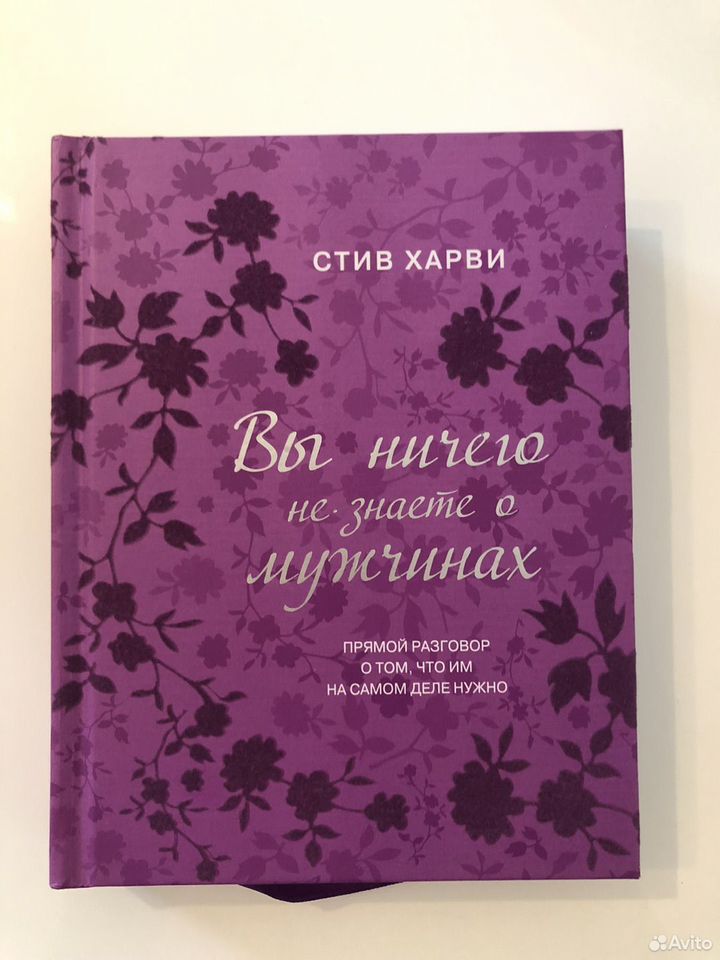 СТИВ ХАРВИ
Вы ничего
не знаете о
мужчинах
ПРЯМОЙ РАЗГОВОР
О ТОМ, ЧТО ИМ
НА САМОМ ДЕЛЕ НУЖНО
Avito